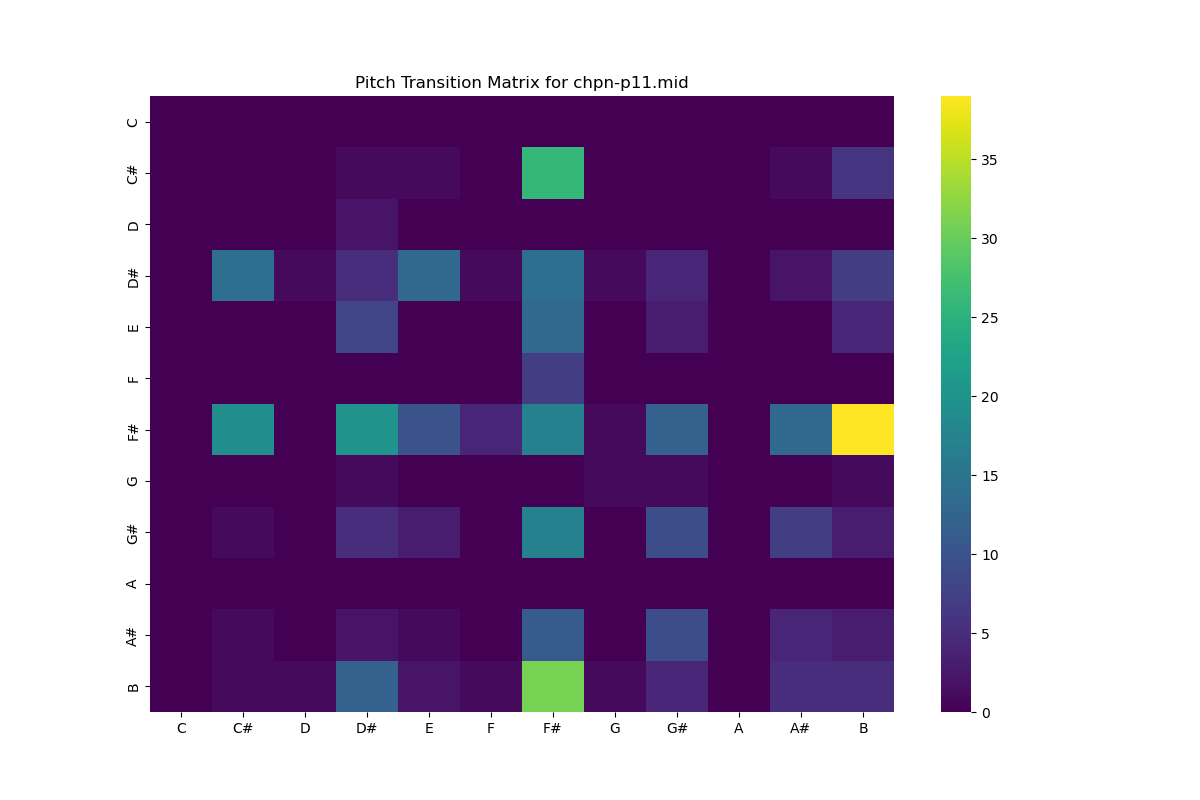 Pitch Transition Matrix for chpn-p11.mid
C
C#
D
D#
E
F
F#
G
G#
A
A#
B
C C# D D# E F F# G G# A A# B
35
30
25
20
15
10
5
0